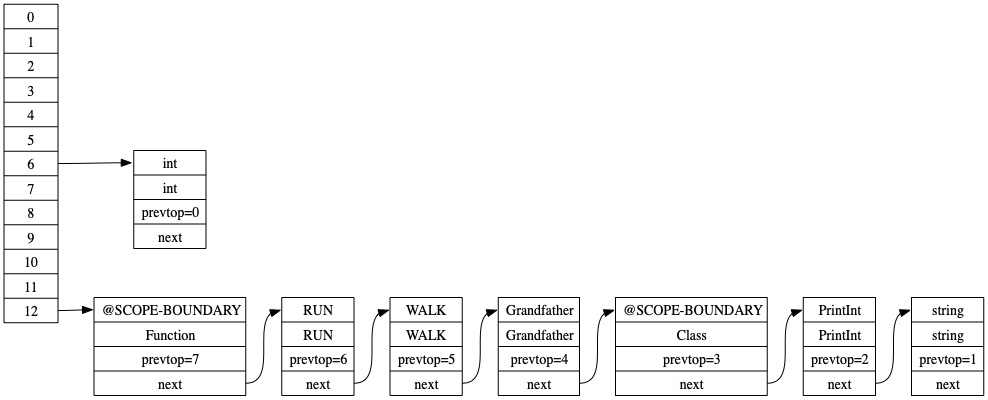 0
1
2
3
4
5
6
7
8
9
10
11
12
int
int
prevtop=0
next
@SCOPE-BOUNDARY
Function
prevtop=7
next
RUN
RUN
prevtop=6
next
WALK
WALK
prevtop=5
next
Grandfather
Grandfather
prevtop=4
next
@SCOPE-BOUNDARY
Class
prevtop=3
next
PrintInt
PrintInt
prevtop=2
next
string
string
prevtop=1
next